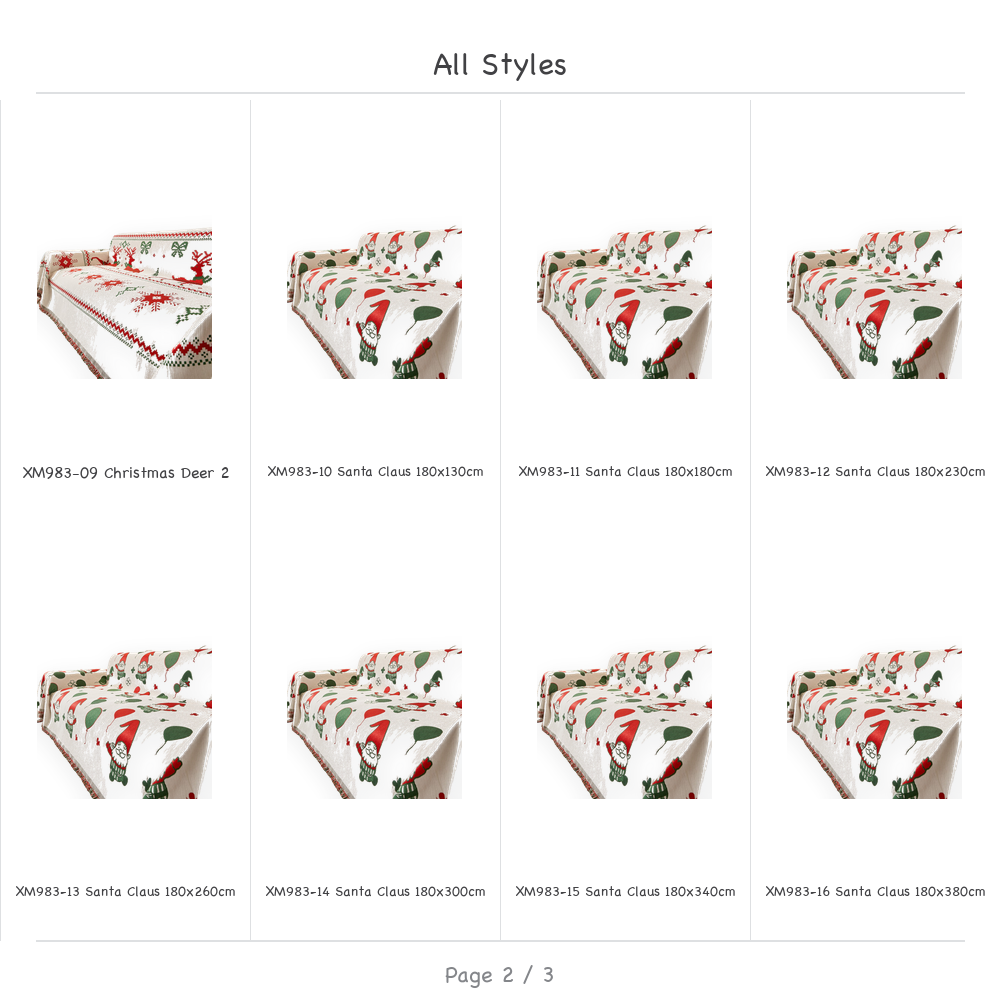 All Styles
XM983-09 Christmas Deer 2
XM983-10 Santa Claus 180x130cm
XM983-11 Santa Claus 180x180cm
XM983-12 Santa Claus 180x230cm
XM983-13 Santa Claus 180x260cm
XM983-14 Santa Claus 180x300cm
XM983-15 Santa Claus 180x340cm
XM983-16 Santa Claus 180x380cm
Page 2 / 3